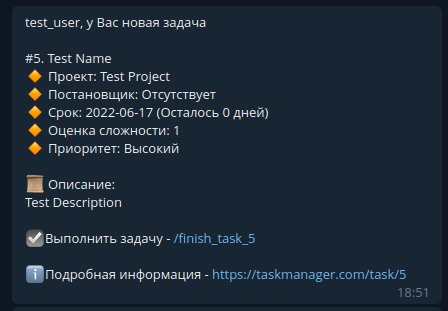 test_user, у Вас новая задача
#5. Test Name
🔶 Проект: Test Project
🔶 Постановщик: Отсутствует
🔶 Срок: 2022-06-17 (Осталось 0 дней)
🔶 Оценка сложности: 1
🔶 Приоритет: Высокий
📜 Описание:
Test Description
☑️Выполнить задачу - /finish_task_5
ℹ️Подробная информация - https://taskmanager.com/task/5
18:51